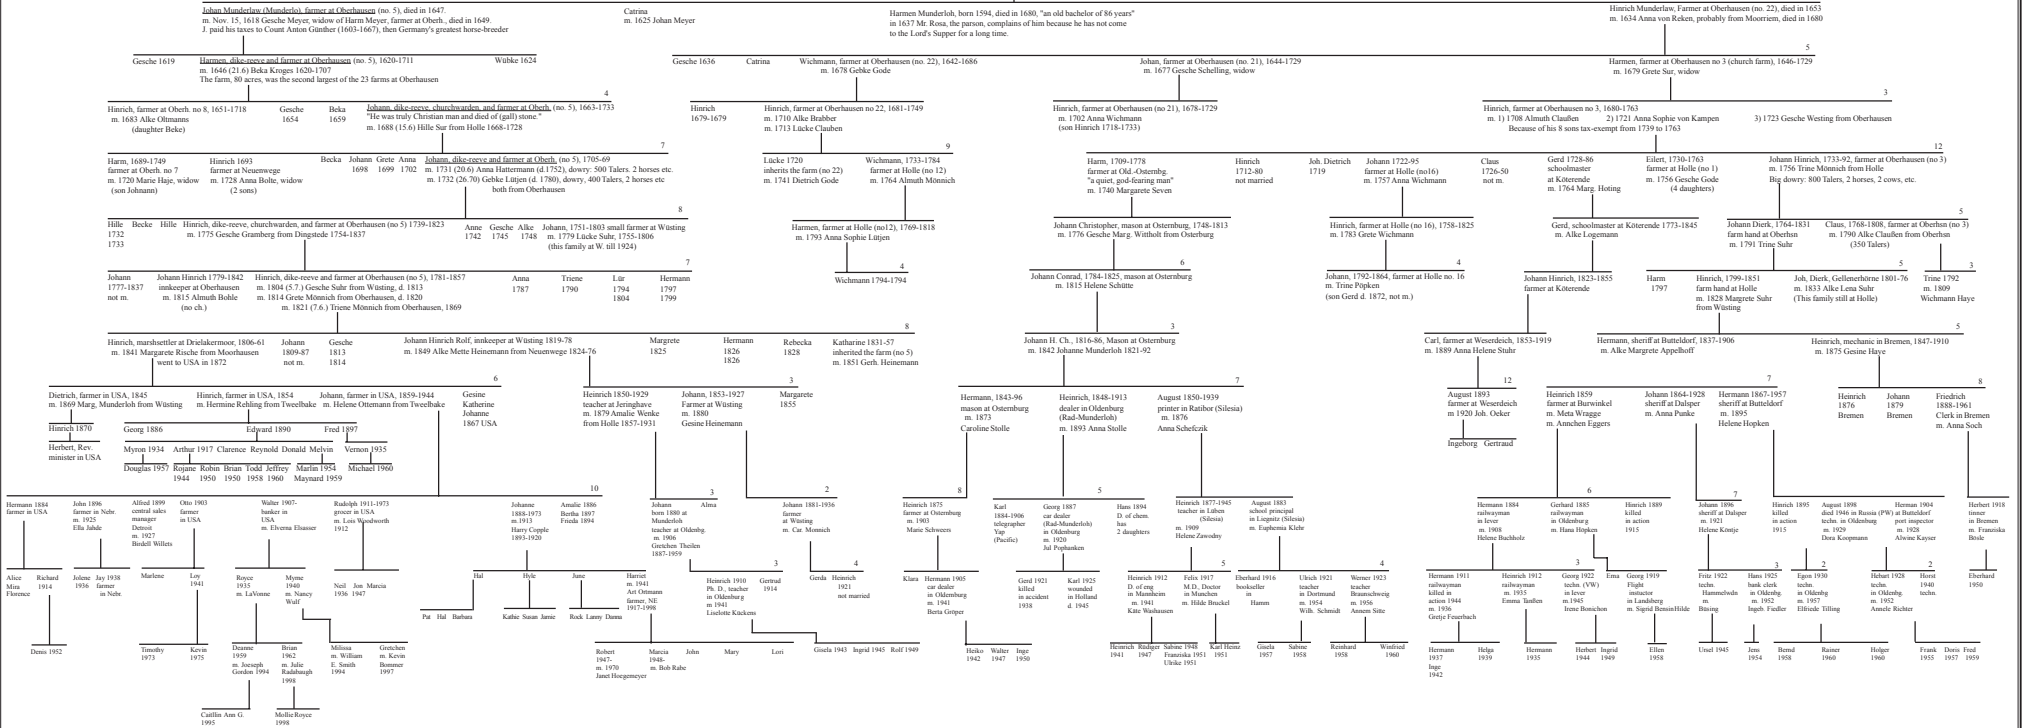 Johan Munderlaw (Munderlo), farmer at Oberhausen (no. 5), died in 1647.
m. Nov. 15, 1618 Gesche Meyer, widow of Harm Meyer, farmer at Oberh., died in 1649.
J. paid his taxes to Count Anton Günther (1603-1667), then Germany's greatest horse-breeder
Catrina
m. 1625 Johan Meyer
Harmen Munderloh, born 1594, died in 1680, "an old bachelor of 86 years"
in 1637 Mr. Rosa, the parson, complains of him because he has not come
to the Lord's Supper for a long time.
Hinrich Munderlaw, Farmer at Oberhausen (no. 22), died in 1653
m. 1634 Anna von Reken, probably from Moorriem, died in 1680
Gesche 1619
Harmen, dike-reeve and farmer at Oberhausen (no. 5), 1620-1711
m. 1646 (21.6) Beka Kroges 1620-1707
The farm, 80 acres, was the second largest of the 23 farms at Oberhausen
Wübke 1624
5
Gesche 1636
Catrina
Wichmann, farmer at Oberhausen (no. 22), 1642-1686
m. 1678 Gebke Gode
Johan, farmer at Oberhausen (no. 21), 1644-1729
m. 1677 Gesche Schelling, widow
Harmen, farmer at Oberhausen no 3 (church farm), 1646-1729
m. 1679 Grete Sur, widow
4
Hinrich, farmer at Oberh. no 8, 1651-1718
m. 1683 Alke Oltmanns
(daughter Beke)
Gesche
1654
Beka
1659
Johann, dike-reeve, churchwarden, and farmer at Oberh. (no. 5), 1663-1733
"He was truly Christian man and died of (gall) stone."
m. 1688 (15.6) Hille Sur from Holle 1668-1728
Hinrich
1679-1679
Hinrich, farmer at Oberhausen no 22, 1681-1749
m. 1710 Alke Brabber
m. 1713 Lücke Clauben
Hinrich, farmer at Oberhausen (no 21), 1678-1729
m. 1702 Anna Wichmann
(son Hinrich 1718-1733)
3
Hinrich, farmer at Oberhausen no 3, 1680-1763
m. 1) 1708 Almuth Claußen 2) 1721 Anna Sophie von Kampen 3) 1723 Gesche Westing from Oberhausen
Because of his 8 sons tax-exempt from 1739 to 1763
7
Harm, 1689-1749
farmer at Oberh. no 7
m. 1720 Marie Haje, widow
(son Johnann)
Hinrich 1693
farmer at Neuenwege
m. 1728 Anna Bolte, widow
(2 sons)
Becka Johann Grete Anna
1698 1699 1702
Johann, dike-reeve and farmer at Oberh. (no 5), 1705-69
m. 1731 (20.6) Anna Hattermann (d.1752), dowry: 500 Talers. 2 horses etc.
m. 1732 (26.70) Gebke Lütjen (d. 1780), dowry, 400 Talers, 2 horses etc
both from Oberhausen
9
Lücke 1720
inherits the farm (no 22)
m. 1741 Dietrich Gode
Wichmann, 1733-1784
farmer at Holle (no 12)
m. 1764 Almuth Mönnich
12
Harm, 1709-1778
farmer at Old.-Osternbg.
"a quiet, god-fearing man"
m. 1740 Margarete Seven
Hinrich
1712-80
not married
Joh. Dietrich
1719
Johann 1722-95
farmer at Holle (no16)
m. 1757 Anna Wichmann
Claus
1726-50
not m.
Gerd 1728-86
schoolmaster
at Köterende
m. 1764 Marg. Hoting
Eilert, 1730-1763
farmer at Holle (no 1)
m. 1756 Gesche Gode
(4 daughters)
Johann Hinrich, 1733-92, farmer at Oberhausen (no 3)
m. 1756 Trine Mönnich from Holle
Big dowry: 800 Talers, 2 horses, 2 cows, etc.
8
Hille Becke Hille
1732
1733
Hinrich, dike-reeve, churchwarden, and farmer at Oberhausen (no 5) 1739-1823
m. 1775 Gesche Gramberg from Dingstede 1754-1837
Anne Gesche Alke
1742 1745 1748
Johann, 1751-1803 small farmer at Wüsting
m. 1779 Lücke Suhr, 1755-1806
(this family at W. till 1924)
Harmen, farmer at Holle (no12), 1769-1818
m. 1793 Anna Sophie Lütjen
Johann Christopher, mason at Osternburg, 1748-1813
m. 1776 Gesche Marg. Wittholt from Osterburg
Hinrich, farmer at Holle (no 16), 1758-1825
m. 1783 Grete Wichmann
Gerd, schoolmaster at Köterende 1773-1845
m. Alke Logemann
5
Johann Dierk, 1764-1831
farm hand at Oberhsn
m. 1791 Trine Suhr
Claus, 1768-1808, farmer at Oberhsn (no 3)
m. 1790 Alke Claußen from Oberhsn
(350 Talers)
7
Johann
1777-1837
not m.
Johann Hinrich 1779-1842
innkeeper at Oberhausen
m. 1815 Almuth Bohle
(no ch.)
Hinrich, dike-reeve and farmer at Oberhausen (no 5), 1781-1857
m. 1804 (5.7.) Gesche Suhr from Wüsting, d. 1813
m. 1814 Grete Mönnich from Oberhausen, d. 1820
m. 1821 (7.6.) Triene Mönnich from Oberhausen, 1869
Anna
1787
Triene
1790
Lür
1794
1804
Hermann
1797
1799
4
Wichmann 1794-1794
6
Johann Conrad, 1784-1825, mason at Osternburg
m. 1815 Helene Schütte
4
Johann, 1792-1864, farmer at Holle no. 16
m. Trine Pöpken
(son Gerd d. 1872, not m.)
Johann Hinrich, 1823-1855
farmer at Köterende
5
Harm
1797
Hinrich, 1799-1851
farm hand at Holle
m. 1828 Margrete Suhr
from Wüsting
Joh, Dierk, Gellenerhörne 1801-76
m. 1833 Alke Lena Suhr
(This family still at Holle)
3
Trine 1792
m. 1809
Wichmann Haye
8
Hinrich, marshsettler at Drielakermoor, 1806-61
m. 1841 Margarete Rische from Moorhausen
went to USA in 1872
Johann
1809-87
not m.
Gesche
1813
1814
Johann Hinrich Rolf, innkeeper at Wüsting 1819-78
m. 1849 Alke Mette Heinemann from Neuenwege 1824-76
Margrete
1825
Hermann
1826
1826
Rebecka
1828
Katharine 1831-57
inherited the farm (no 5)
m. 1851 Gerh. Heinemann
3
Johann H. Ch., 1816-86, Mason at Osternburg
m. 1842 Johanne Munderloh 1821-92
Carl, farmer at Weserdeich, 1853-1919
m. 1889 Anna Helene Stuhr
5
Hermann, sheriff at Butteldorf, 1837-1906
m. Alke Margrete Appelhoff
Heinrich, mechanic in Bremen, 1847-1910
m. 1875 Gesine Haye
6
Dietrich, farmer in USA, 1845
m. 1869 Marg, Munderloh from Wüsting
Hinrich, farmer in USA, 1854
m. Hermine Rehling from Tweelbake
Johann, farmer in USA, 1859-1944
m. Helene Ottemann from Tweelbake
Gesine
Katherine
Johanne
1867 USA
3
Heinrich 1850-1929
teacher at Jeringhave
m. 1879 Amalie Wenke
from Holle 1857-1931
Johann, 1853-1927
Farmer at Wüsting
m. 1880
Gesine Heinemann
Margarete
1855
7
Hermann, 1843-96
mason at Osternburg
m. 1873
Caroline Stolle
Heinrich, 1848-1913
dealer in Oldenburg
(Rad-Munderloh)
m. 1893 Anna Stolle
August 1850-1939
printer in Ratibor (Silesia)
m. 1876
Anna Schefczik
12
August 1893
farmer at Weserdeich
m 1920 Joh. Oeker
Ingeborg Gertraud
7
Heinrich 1859
farmer at Burwinkel
m. Meta Wragge
m. Annchen Eggers
Johann 1864-1928
sheriff at Dalsper
m. Anna Punke
Hermann 1867-1957
sheriff at Butteldorf
m. 1895
Helene Hopken
8
Heinrich
1876
Bremen
Johann
1879
Bremen
Friedrich
1888-1961
Clerk in Bremen
m. Anna Soch
Hinrich 1870
Herbert, Rev.
minister in USA
Georg 1886
Edward 1890
Fred 1897
Myron 1934
Arthur 1917 Clarence Reynold Donald Melvin
Vernon 1935
Douglas 1957
Rojane Robin Brian Todd Jeffrey
1944 1950 1950 1958 1960
Marlin 1954
Maynard 1959
Michael 1960
10
Hermann 1884
farmer in USA
John 1896
farmer in Nebr.
m. 1925
Ella Jahde
Alfred 1899
central sales
manager
Detroit
m. 1927
Birdell Willets
Otto 1903
farmer
in USA
Walter 1907-
banker in
USA
m. Elverna Elsasser
Rudolph 1911-1973
grocer in USA
m. Lois Woodworth
1912
Johanne
1888-1973
m.1913
Harry Copple
1893-1920
Amalie 1886
Bertha 1897
Frieda 1894
3
Johann
born 1880 at
Munderloh
teacher at Oldenbg.
m. 1906
Gretchen Theilen
1887-1959
Alma
2
Johann 1881-1936
farmer
at Wüsting
m. Car. Monnich
8
Heinrich 1875
farmer at Osternburg
m. 1903
Marie Schweers
5
Karl
1884-1906
telegrapher
Yap
(Pacific)
Georg 1887
car dealer
(Rad-Munderloh)
in Oldenburg
m. 1920
Jul Pophanken
Hans 1894
D. of chem.
has
2 daughters
Heinrich 1877-1945
teacher in Lüben
(Silesia)
m. 1909
Helene Zawodny
August 1883
school principal
in Liegnitz (Silesia)
m. Euphemia Klehr
6
Hermann 1884
railwayman
in lever
m. 1908
Helene Buchholz
Gerhard 1885
railwayman
in Oldenburg
m. Hana Hopken
Hinrich 1889
killed
in action
1915
7
Johann 1896
sheriff at Dalsper
m. 1921
Helene Köntje
Hinrich 1895
killed
in action
1915
August 1898
died 1946 in Russia (PW)
techn. in Oldenburg
m. 1929
Dora Koopmann
Herman 1904
at Butteldorf
port inspector
m. 1928
Alwine Kayser
Herbert 1918
tinner
in Bremen
m. Franziska
Bösle
Alice
Mira
Florence
Richard
1914
Jolene
1936
Jay 1938
farmer
in Nebr.
Marlene
Loy
1941
Royce
1935
m. LaVonne
Myrne
1940
m. Nancy
Wulf
Neil Jon Marcia
1936 1947
Hal
Hyle
June
Harriet
m. 1941
Art Ortmann
farmer, NE
1917-1998
3
Heinrich 1910
Ph. D., teacher
in Oldenburg
m 1941
Liselotte Kückens
Gertrud
1914
4
Gerda
Heinrich
1921
not married
Klara
Hermann 1905
car dealer
in Oldemburg
m. 1941
Berta Gröper
3
Gerd 1921
killed
in accident
1938
Karl 1925
wounded
in Holland
d. 1945
5
Heinrich 1912
D. of eng
in Mannheim
m. 1941
Käte Washausen
Felix 1917
M.D., Doctor
in Munchen
m. Hilde Bruckel
4
Eberhard 1916
bookseller
in
Hamm
Ulrich 1921
teacher
in Dortmund
m. 1954
Wilh. Schmidt
Werner 1923
teacher
Braunschweig
m. 1956
Annem Sitte
Hermann 1911
railwayman
killed in
action 1944
m. 1936
Gretje Feuerbach
Heinrich 1912
railwayman
m. 1935
Emma Tanßen
3
Georg 1922
techn. (VW)
in lever
m.1945
Irene Bonichon
Erna
Georg 1919
Flight
instuctor
in Landsberg
m. Sigrid Bensin
Hilde
Fritz 1922
techn.
Hammelwdn
m.
Büsing
3
Hans 1925
bank clerk
in Oldenbg.
m. 1952
Ingeb. Fiedler
2
Egon 1930
techn.
in Oldenbg.
m. 1957
Elfriede Tilling
2
Hebart 1928
techn.
in Oldenbg.
m. 1952
Annele Richter
Horst
1940
techn.
Eberhard
1950
Pat Hal Barbara
Kathie Susan Jamie
Rock Lanny Danna
Denis 1952
Timothy
1973
Kevin
1975
Deanne
1959
m. Joeseph
Gordon 1994
Brian
1962
m. Julie
Radabaugh
1998
Milissa
m. William
E. Smith
1994
Gretchen
m. Kevin
Bommer
1997
Robert
1947-
m. 1970
Janet Hoegemeyer
Marcia
1948-
m. Bob Rabe
John
Mary
Lori
Gisela 1943 Ingrid 1945 Rolf 1949
Heiko
1942
Walter
1947
Inge
1950
Heinrich
1941
Rüdiger
1947
Sabine 1948
Franziska 1951
Ulrike 1951
Karl Heinz
1951
Gisela
1957
Sabine
1958
Reinhard
1958
Winfried
1960
Hermann
1937
Inge
1942
Helga
1939
Hermann
1935
Herbert
1944
Ingrid
1949
Ellen
1958
Ursel 1945
Jens
1954
Bernd
1958
Rainer
1960
Holger
1960
Frank
1955
Doris
1957
Fred
1959
Caitllin Ann G.
1995
Mollie Royce
1998